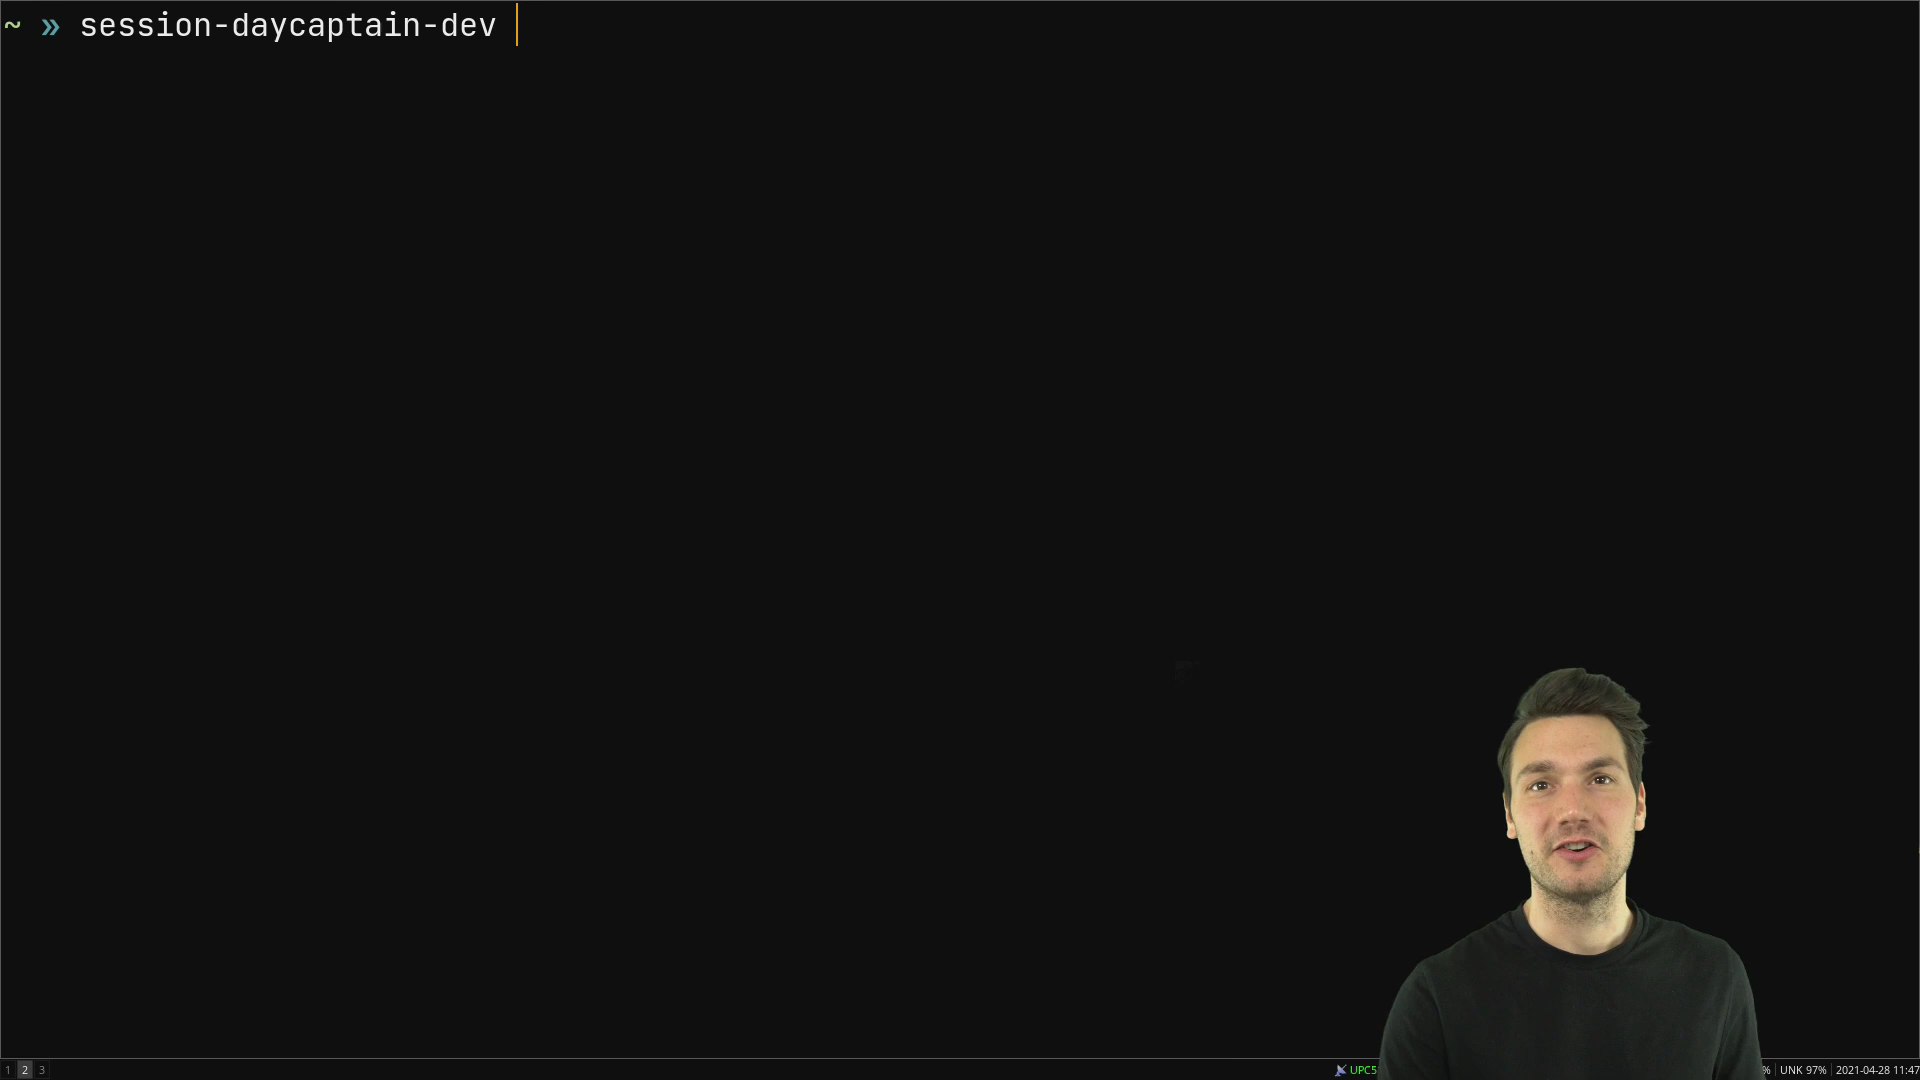 ~ » session-daycaptain-dev
1 2 3 UPC5 % UNK 97% 2021-04-28 11:47